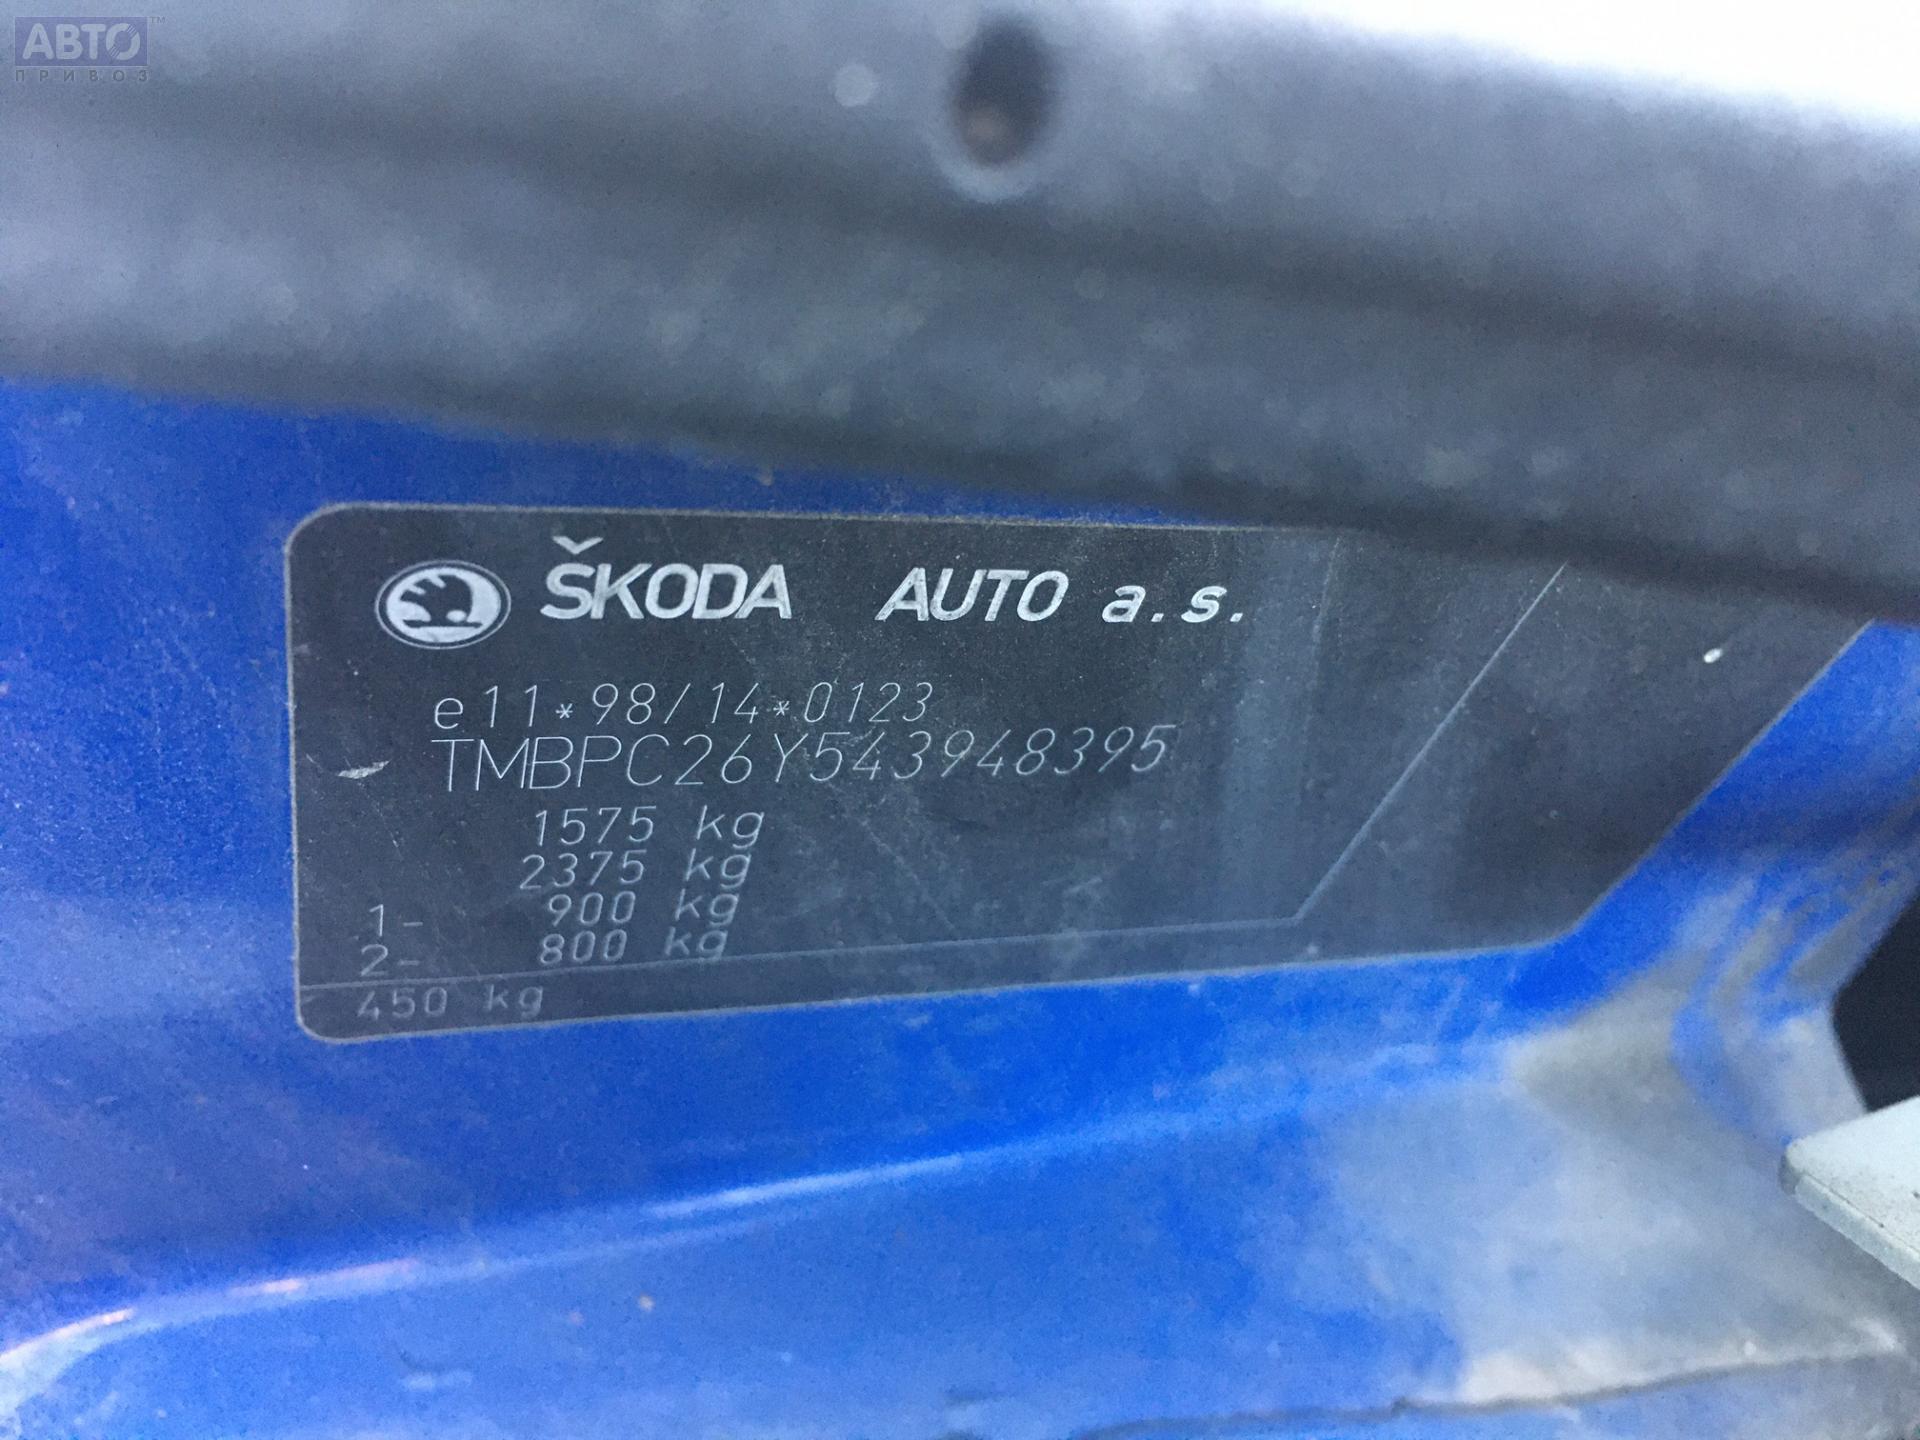 АВТО™
ПРИВОЗ
ŠKODA AUTO a.s.
e11*98/14*0123
TMBPC26Y543948395
1575 kg
2375 kg
1- 900 kg
2- 800 kg
450 kg